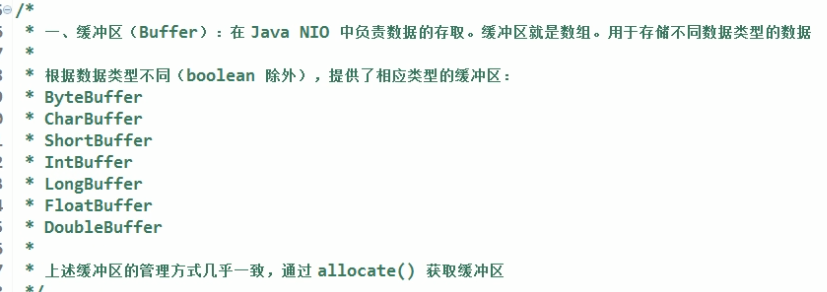 /*
* 一、缓冲区（Buffer）：在 Java NIO 中负责数据的存取。缓冲区就是数组。用于存储不同数据类型的数据
*
* 根据数据类型不同（boolean 除外），提供了相应类型的缓冲区：
* ByteBuffer
* CharBuffer
* ShortBuffer
* IntBuffer
* LongBuffer
* FloatBuffer
* DoubleBuffer
*
* 上述缓冲区的管理方式几乎一致，通过 allocate() 获取缓冲区
*/